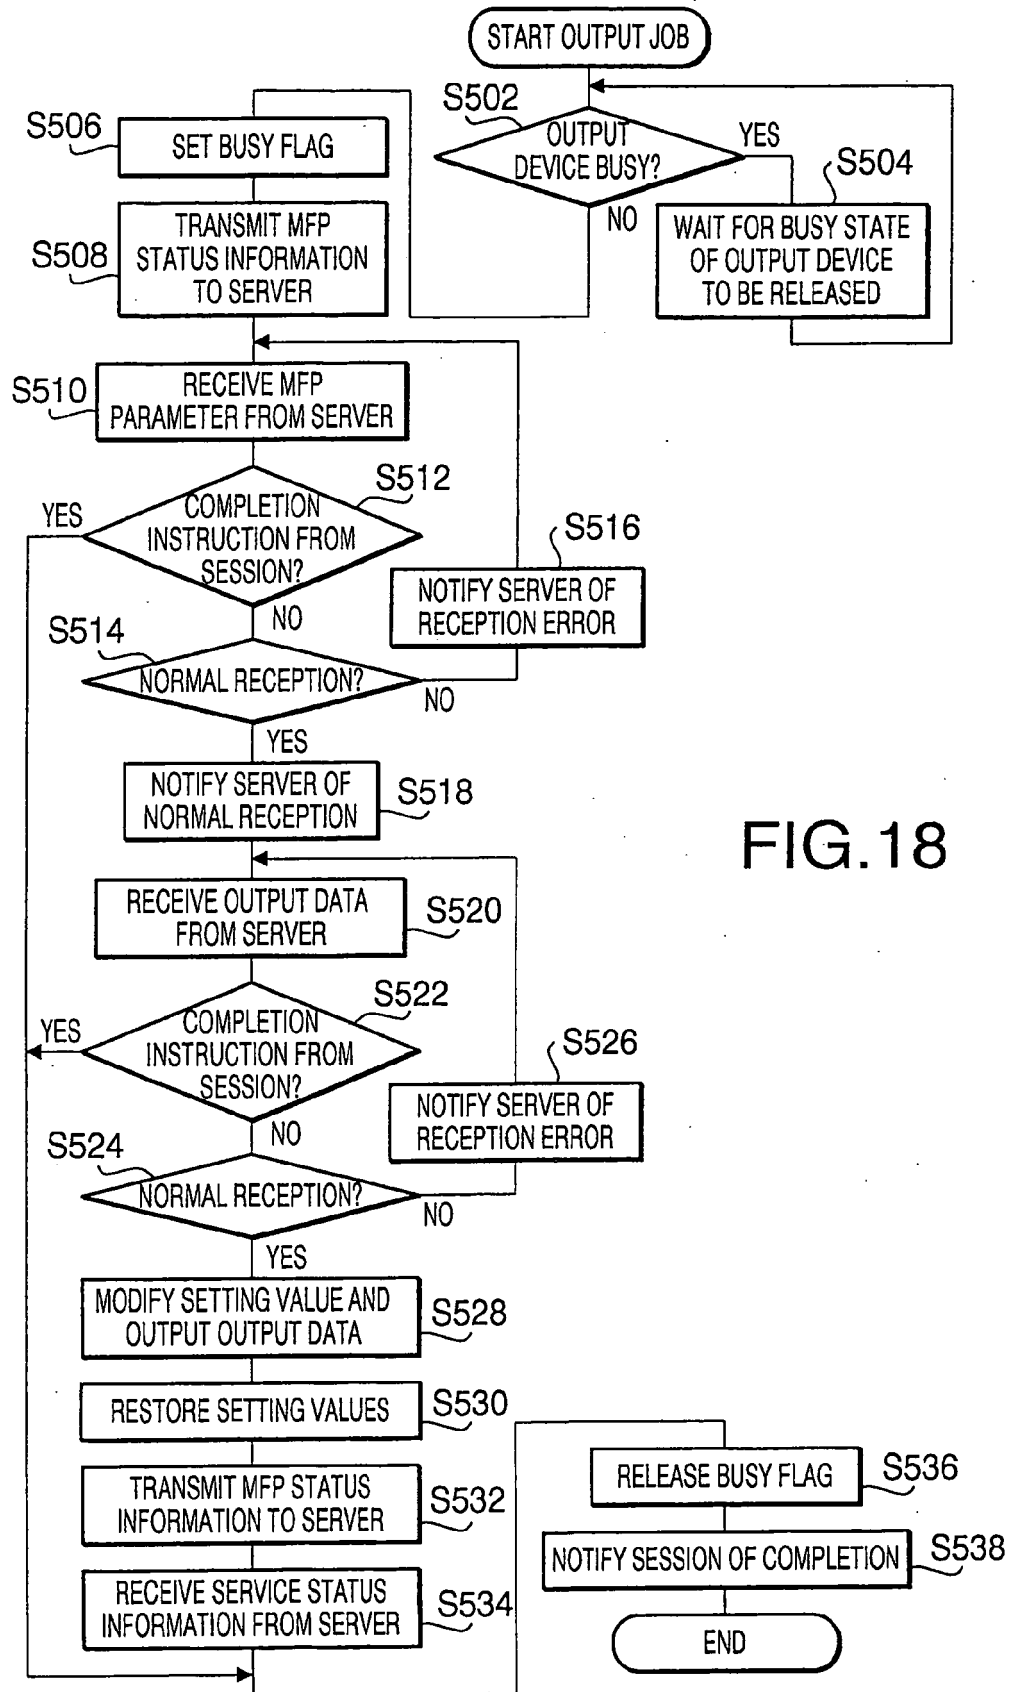 START OUTPUT JOB
S502
OUTPUT
DEVICE BUSY?
YES
NO
S504
WAIT FOR BUSY STATE
OF OUTPUT DEVICE
TO BE RELEASED
S506
SET BUSY FLAG
S508
TRANSMIT MFP
STATUS INFORMATION
TO SERVER
S510
RECEIVE MFP
PARAMETER FROM SERVER
S512
COMPLETION
INSTRUCTION FROM
SESSION?
YES
NO
S514
NORMAL RECEPTION?
NO
YES
S516
NOTIFY SERVER OF
RECEPTION ERROR
NOTIFY SERVER OF
NORMAL RECEPTION
S518
FIG.18
RECEIVE OUTPUT DATA
FROM SERVER
S520
S522
COMPLETION
INSTRUCTION FROM
SESSION?
YES
NO
S524
NORMAL RECEPTION?
NO
YES
S526
NOTIFY SERVER OF
RECEPTION ERROR
MODIFY SETTING VALUE AND
OUTPUT OUTPUT DATA
S528
RESTORE SETTING VALUES
S530
TRANSMIT MFP STATUS
INFORMATION TO SERVER
S532
RECEIVE SERVICE STATUS
INFORMATION FROM SERVER
S534
RELEASE BUSY FLAG
S536
NOTIFY SESSION OF COMPLETION
S538
END